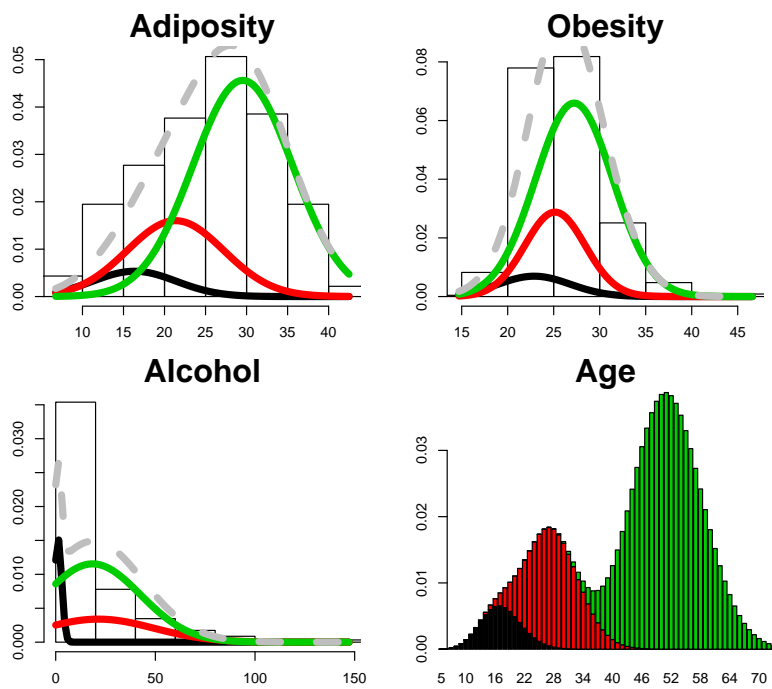 Adiposity
0.00 0.01 0.02 0.03 0.04 0.05
10 15 20 25 30 35 40
Obesity
0.00 0.02 0.04 0.06 0.08
15 20 25 30 35 40 45
Alcohol
0.000 0.010 0.020 0.030
0 50 100 150
Age
0.00 0.01 0.02 0.03
5 10 16 22 28 34 40 46 52 58 64 70